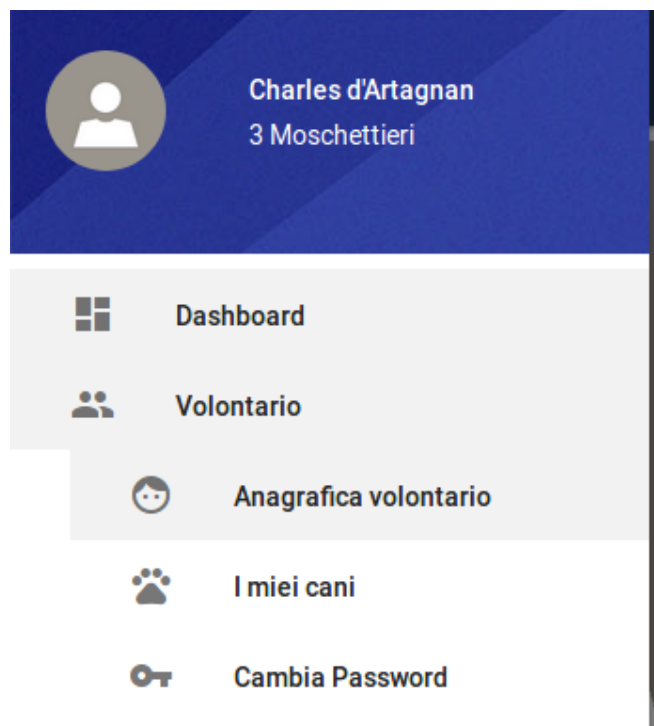 Charles d'Artagnan
3 Moschettieri
Dashboard
Volontario
Anagrafica volontario
I miei cani
Cambia Password